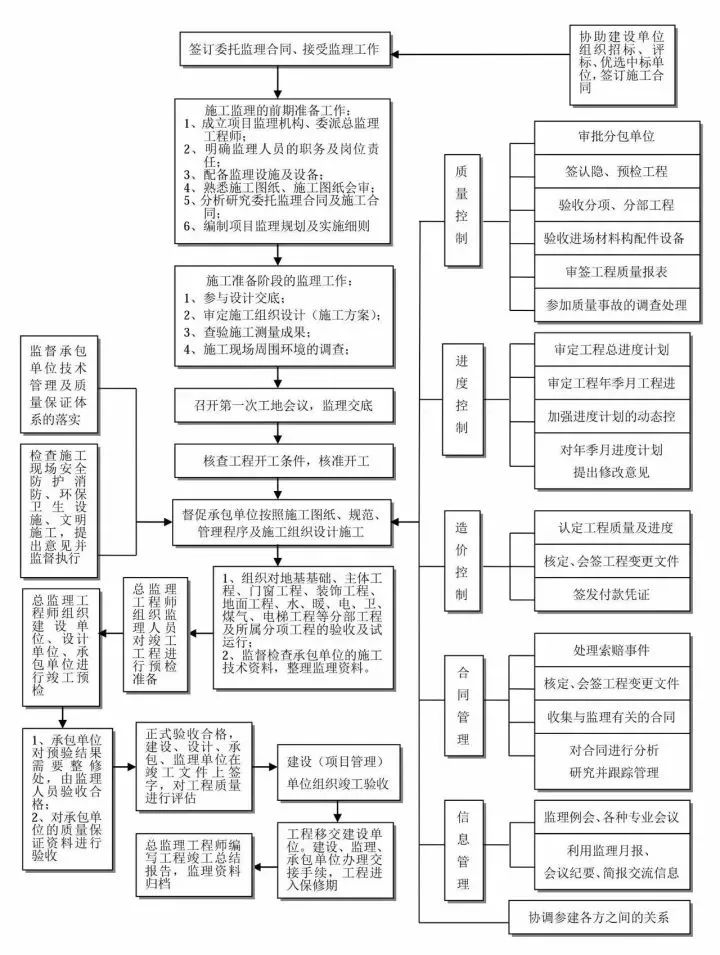 签订委托监理合同、接受监理工作
协助建设单位
组织招标、评
标、优选中标单
位，签订施工合
同
施工监理的前期准备工作：
1、成立项目监理机构、委派总监理
工程师；
2、明确监理人员的职务及岗位责
任；
3、配备监理设施及设备；
4、熟悉施工图纸、施工图纸会审；
5、分析研究委托监理合同及施工合
同；
6、编制项目监理规划及实施细则
施工准备阶段的监理工作：
1、参与设计交底；
2、审定施工组织设计（施工方案）；
3、查验施工测量成果；
4、施工现场周围环境的调查；
召开第一次工地会议，监理交底
核查工程开工条件，核准开工
监督承包
单位技术
管理及质
量保证体
系的落实
检查施工
现场安全
防护消
防、环保
卫生设
施、文明
施工，提
出意见并
监督执行
督促承包单位按照施工图纸、规范、
管理程序及施工组织设计施工
1、组织对地基基础、主体工
程、门窗工程、装饰工程、
地面工程、水、暖、电、卫、
煤气、电梯工程等分部工程
及所属分项工程的验收及试
运行；
2、监督检查承包单位的施工
技术资料，整理监理资料。
总监理
工程师
组织监
理人员
对竣工
工程进
行预检
准备
总监理工
程师组织
建设单
位、设计
单位、承
包单位进
行竣工预
检
1、承包单位
对预验结果
需要整修
处，由监理
人员验收合
格；
2、对承包单
位的质量保
证资料进行
验收
正式验收合格，
建设、设计、承
包、监理单位在
竣工文件上签
字，对工程质量
进行评估
建设（项目管理）
单位组织竣工验收
工程移交建设单
位。建设、监理、
承包单位办理交
接手续，工程进
入保修期
总监理工程师编
写工程竣工总结
报告，监理资料
归档
质
量
控
制
审批分包单位
签认隐、预检工程
验收分项、分部工程
验收进场材料构配件设备
审签工程质量报表
参加质量事故的调查处理
进
度
控
制
审定工程总进度计划
审定工程年季月工程进
加强进度计划的动态控
对年季月进度计划
提出修改意见
造
价
控
制
认定工程质量及进度
核定、会签工程变更文件
签发付款凭证
合
同
管
理
处理索赔事件
核定、会签工程变更文件
收集与监理有关的合同
对合同进行分析
研究并跟踪管理
信
息
管
理
监理例会、各种专业会议
利用监理月报、
会议纪要、简报交流信息
协调参建各方之间的关系